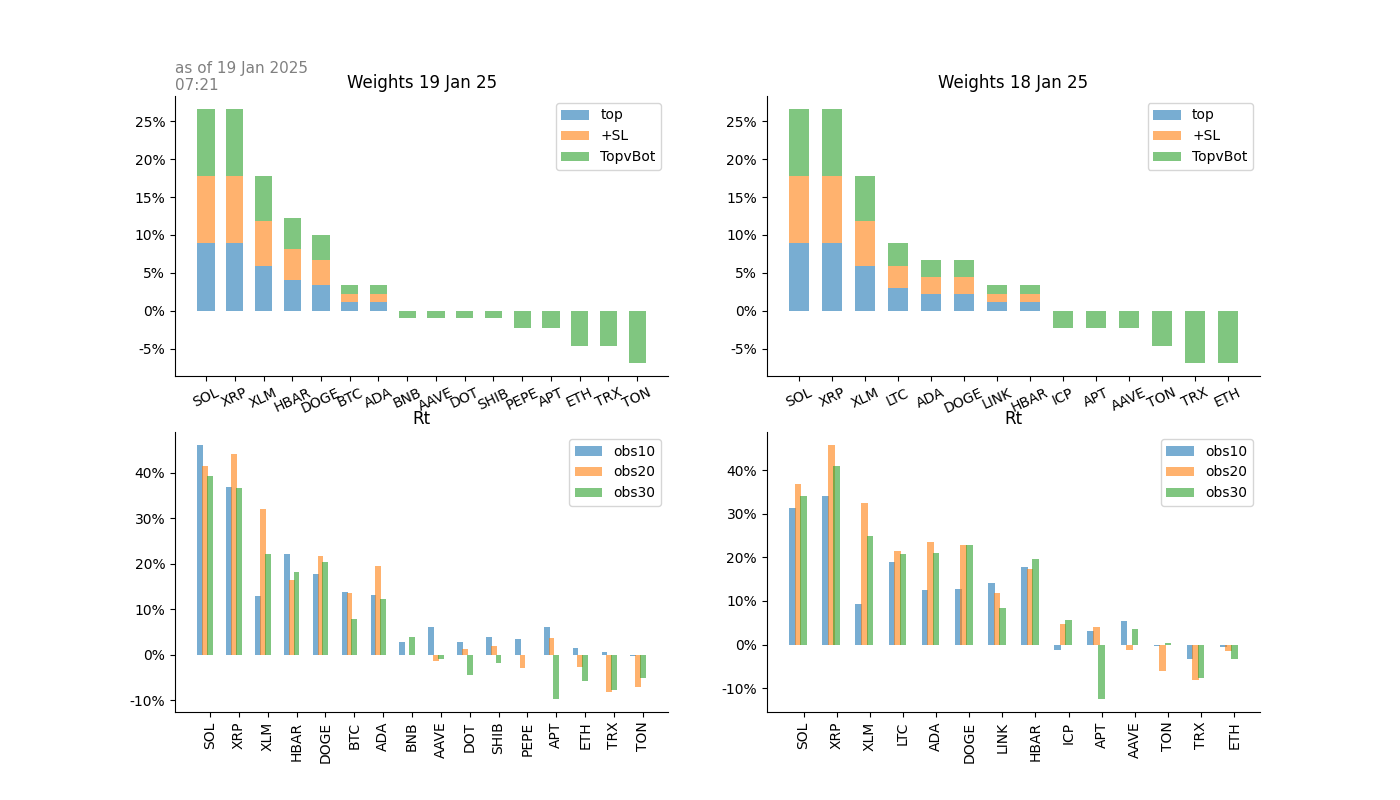 as of 19 Jan 2025
07:21
Weights 19 Jan 25
25%
20%
15%
10%
5%
0%
-5%
top
+SL
TopvBot
SOL XRP XLM HBAR DOGE BTC ADA BNB AAVE DOT SHIB PEPE APT ETH TRX TON
Weights 18 Jan 25
25%
20%
15%
10%
5%
0%
-5%
top
+SL
TopvBot
SOL XRP XLM LTC ADA DOGE LINK HBAR ICP APT AAVE TON TRX ETH
Rt
40%
30%
20%
10%
0%
-10%
obs10
obs20
obs30
SOL XRP XLM HBAR DOGE BTC ADA BNB AAVE DOT SHIB PEPE APT ETH TRX TON
Rt
40%
30%
20%
10%
0%
-10%
obs10
obs20
obs30
SOL XRP XLM LTC ADA DOGE LINK HBAR ICP APT AAVE TON TRX ETH